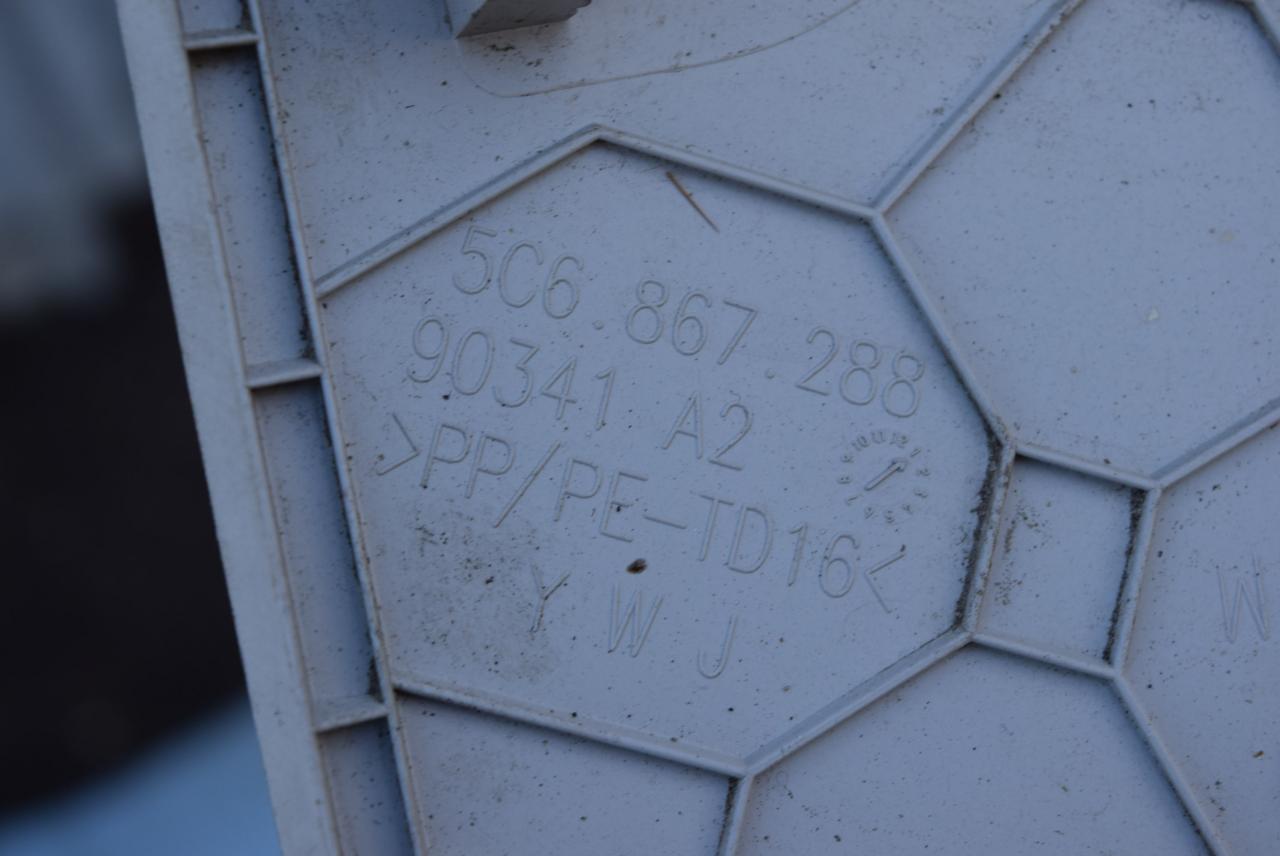 5C6.867.288
90341 A2
>PP/PE-TD16<
Y W J